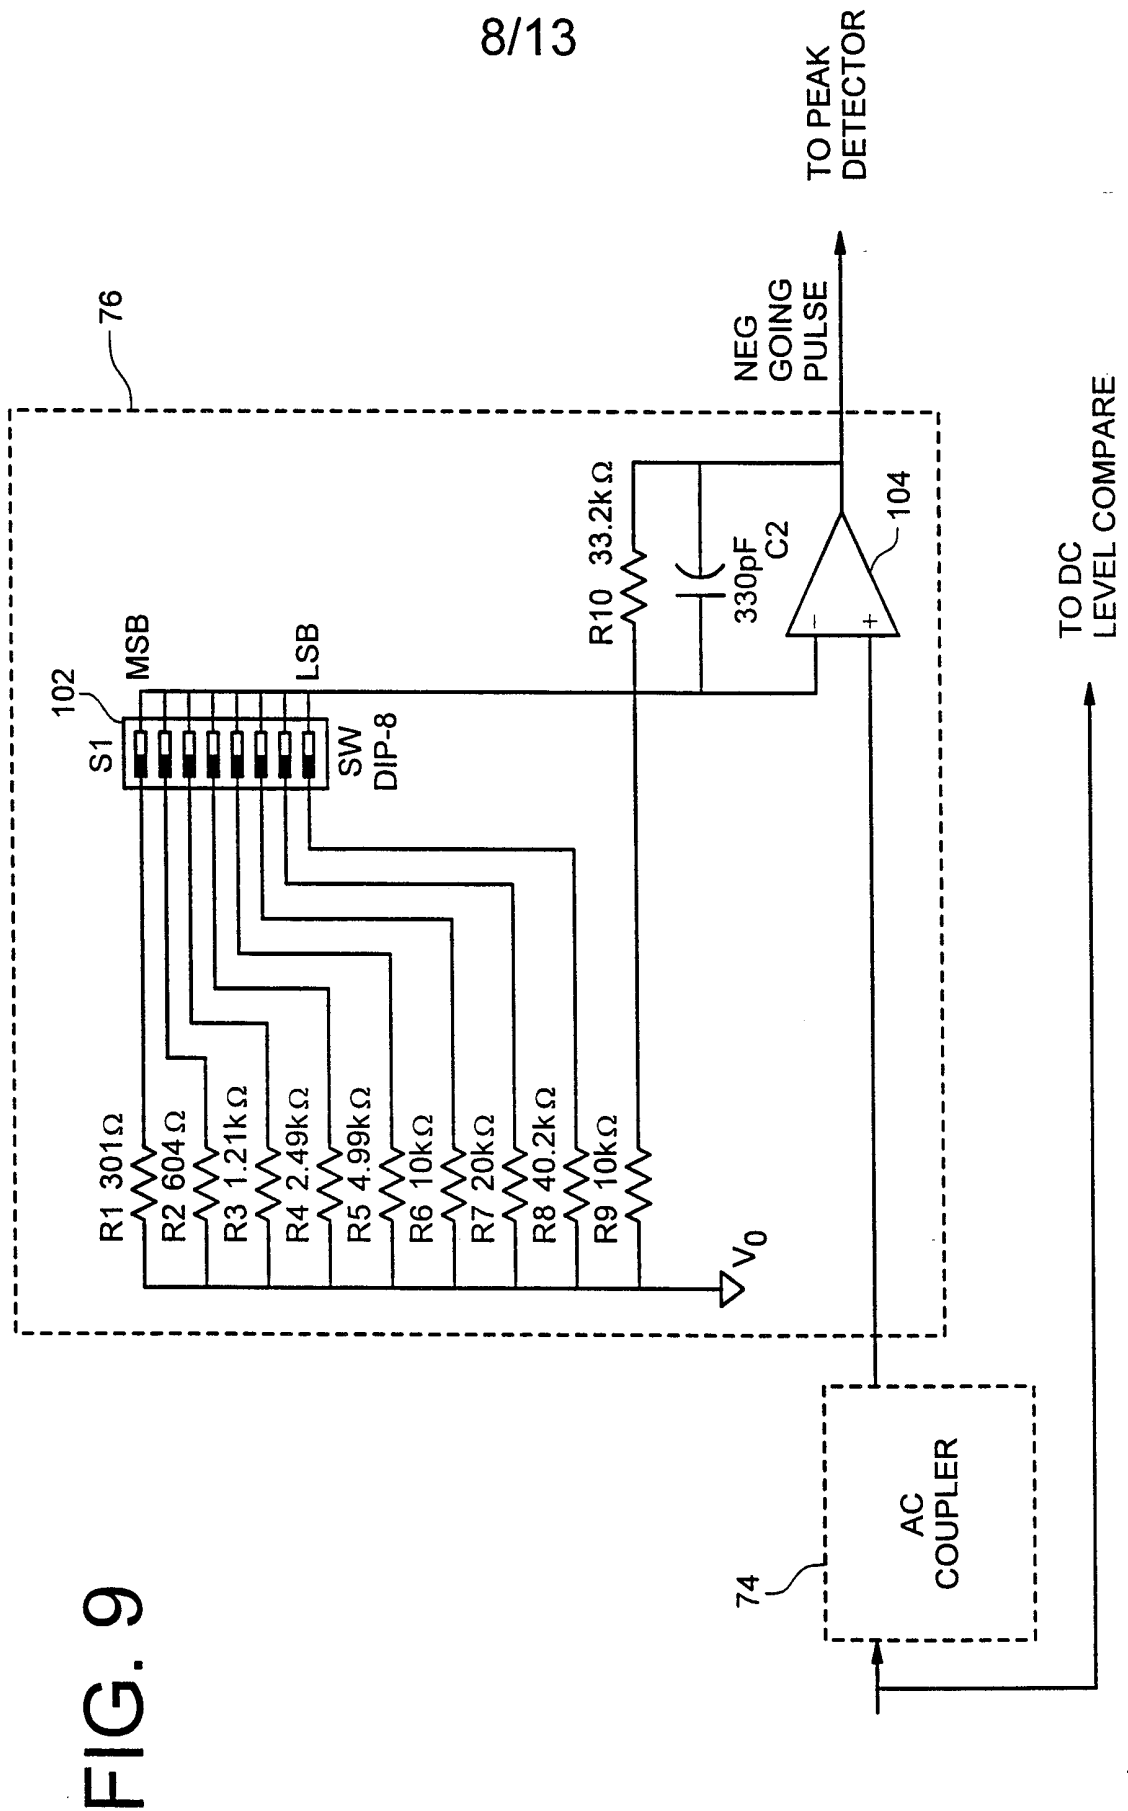 8/13
FIG. 9
76
102
S1
MSB
LSB
SW
DIP-8
R1 301Ω
R2 604Ω
R3 1.21kΩ
R4 2.49kΩ
R5 4.99kΩ
R6 10kΩ
R7 20kΩ
R8 40.2kΩ
R9 10kΩ
V0
R10 33.2kΩ
330pF
C2
-
+
104
NEG
GOING
PULSE
TO PEAK
DETECTOR
74
AC
COUPLER
TO DC
LEVEL COMPARE